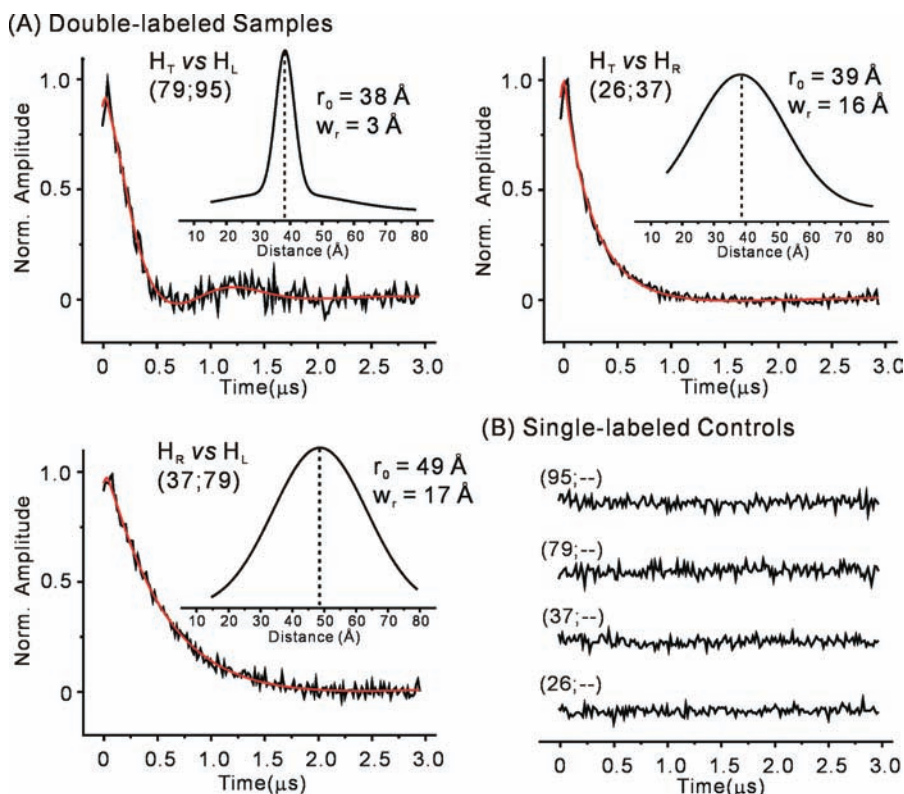 (A) Double-labeled Samples
H_T vs H_L
(79;95)
r_0 = 38 Å
w_r = 3 Å
1.0
0.5
0
Norm. Amplitude
10 20 30 40 50 60 70 80
Distance (Å)
0 0.5 1.0 1.5 2.0 2.5 3.0
Time(μs)
H_T vs H_R
(26;37)
r_0 = 39 Å
w_r = 16 Å
1.0
0.5
0
Norm. Amplitude
10 20 30 40 50 60 70 80
Distance (Å)
0 0.5 1.0 1.5 2.0 2.5 3.0
Time(μs)
H_R vs H_L
(37;79)
r_0 = 49 Å
w_r = 17 Å
1.0
0.5
0
Norm. Amplitude
10 20 30 40 50 60 70 80
Distance (Å)
0 0.5 1.0 1.5 2.0 2.5 3.0
Time(μs)
(B) Single-labeled Controls
(95;--)
(79;--)
(37;--)
(26;--)
0 0.5 1.0 1.5 2.0 2.5 3.0
Time(μs)